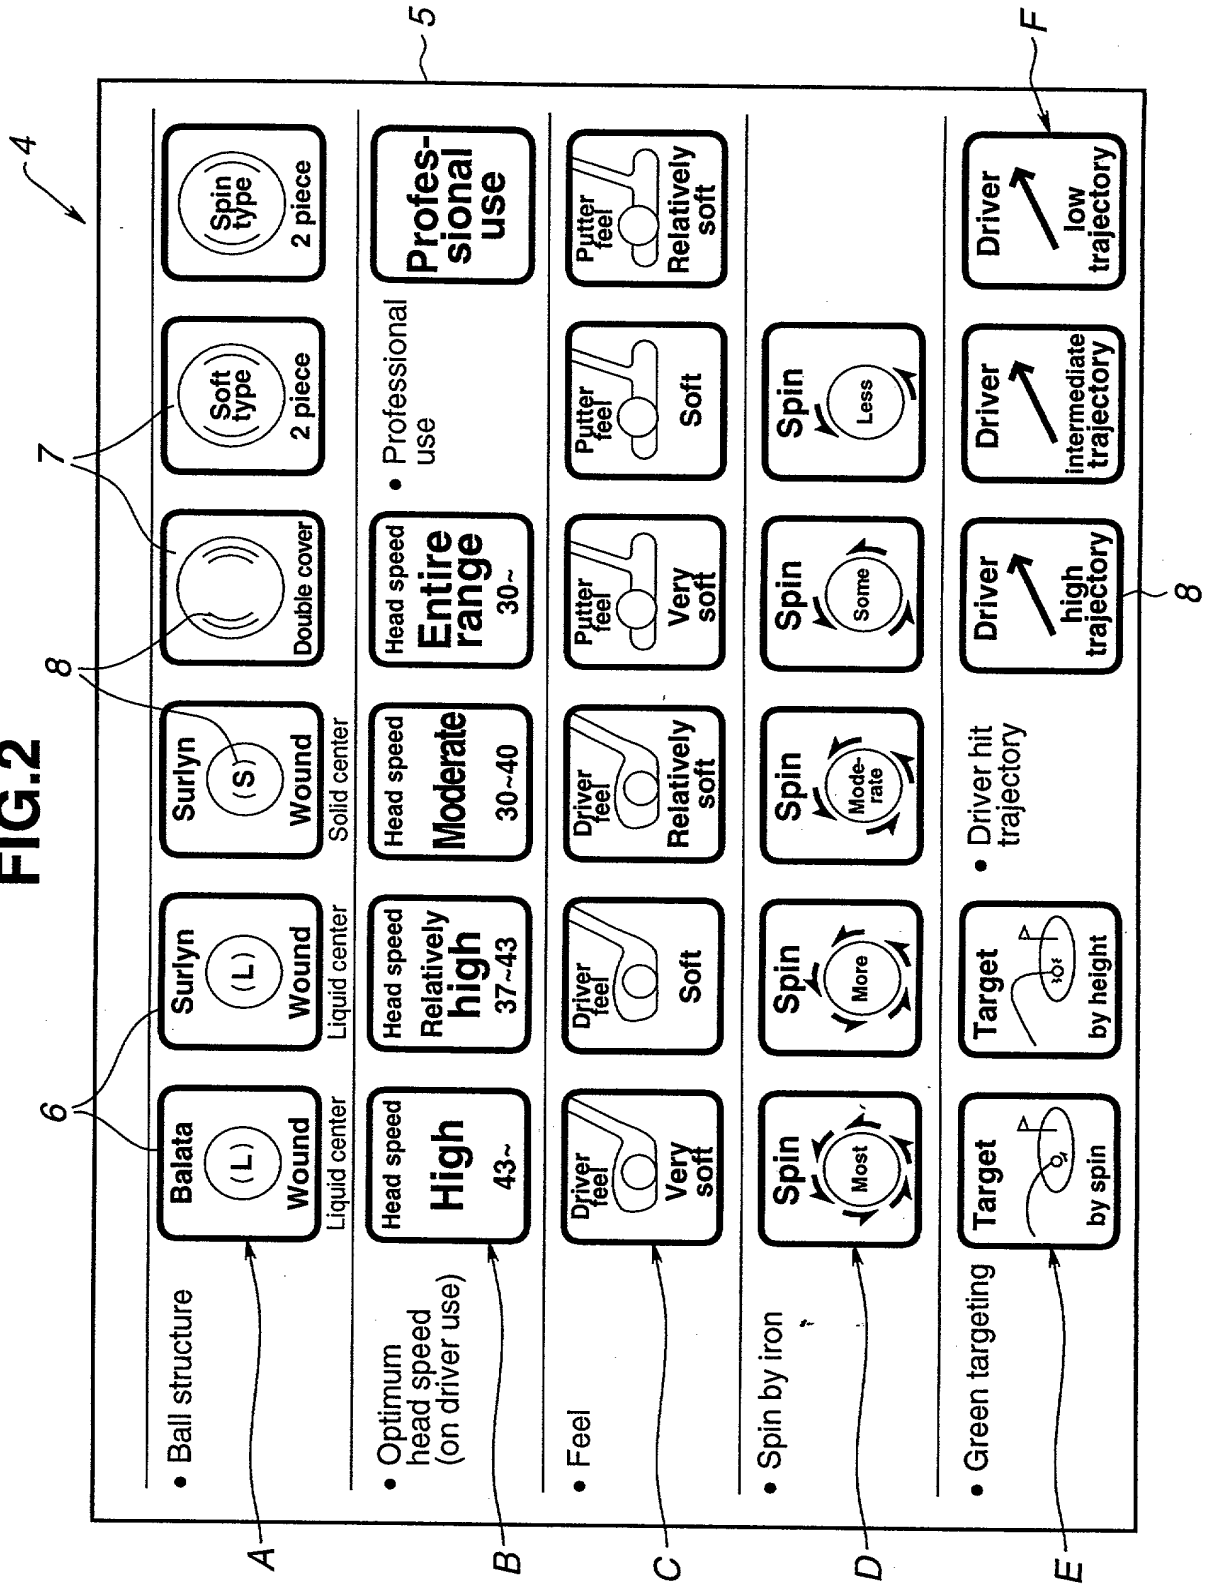 FIG.2
4
5
6
8
7
A
• Ball structure
Balata
(L)
Wound
Liquid center
Surlyn
(L)
Wound
Liquid center
Surlyn
(S)
Wound
Solid center
Double cover
Soft
type
2 piece
Spin
type
2 piece
B
• Optimum
head speed
(on driver use)
Head speed
High
43~
Head speed
Relatively
high
37~43
Head speed
Moderate
30~40
Head speed
Entire
range
30~
• Professional
use
Profes-
sional
use
C
• Feel
Driver
feel
Very
soft
Driver
feel
Soft
Driver
feel
Relatively
soft
Putter
feel
Very
soft
Putter
feel
Soft
Putter
feel
Relatively
soft
D
• Spin by iron
Spin
Most
Spin
More
Spin
Mode-
rate
Spin
Some
Spin
Less
E
• Green targeting
Target
by spin
Target
by height
• Driver hit
trajectory
Driver
high
trajectory
8
Driver
intermediate
trajectory
Driver
low
trajectory
F